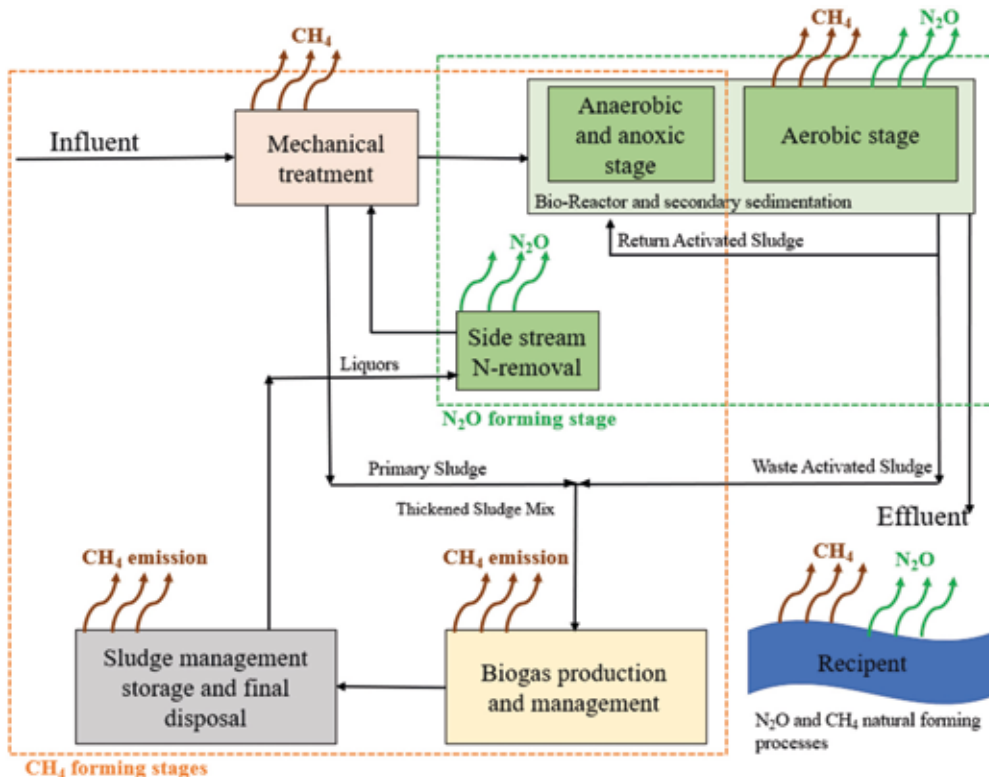 CH₄
CH₄
N₂O
Influent
Mechanical
treatment
Anaerobic
and anoxic
stage
Aerobic stage
Bio-Reactor and secondary sedimentation
Return Activated Sludge
N₂O
Side stream
N-removal
Liquors
N₂O forming stage
Primary Sludge
Waste Activated Sludge
Thickened Sludge Mix
Effluent
CH₄ emission
CH₄ emission
CH₄
N₂O
Sludge management
storage and final
disposal
Biogas production
and management
Recipent
N₂O and CH₄ natural forming
processes
CH₄ forming stages